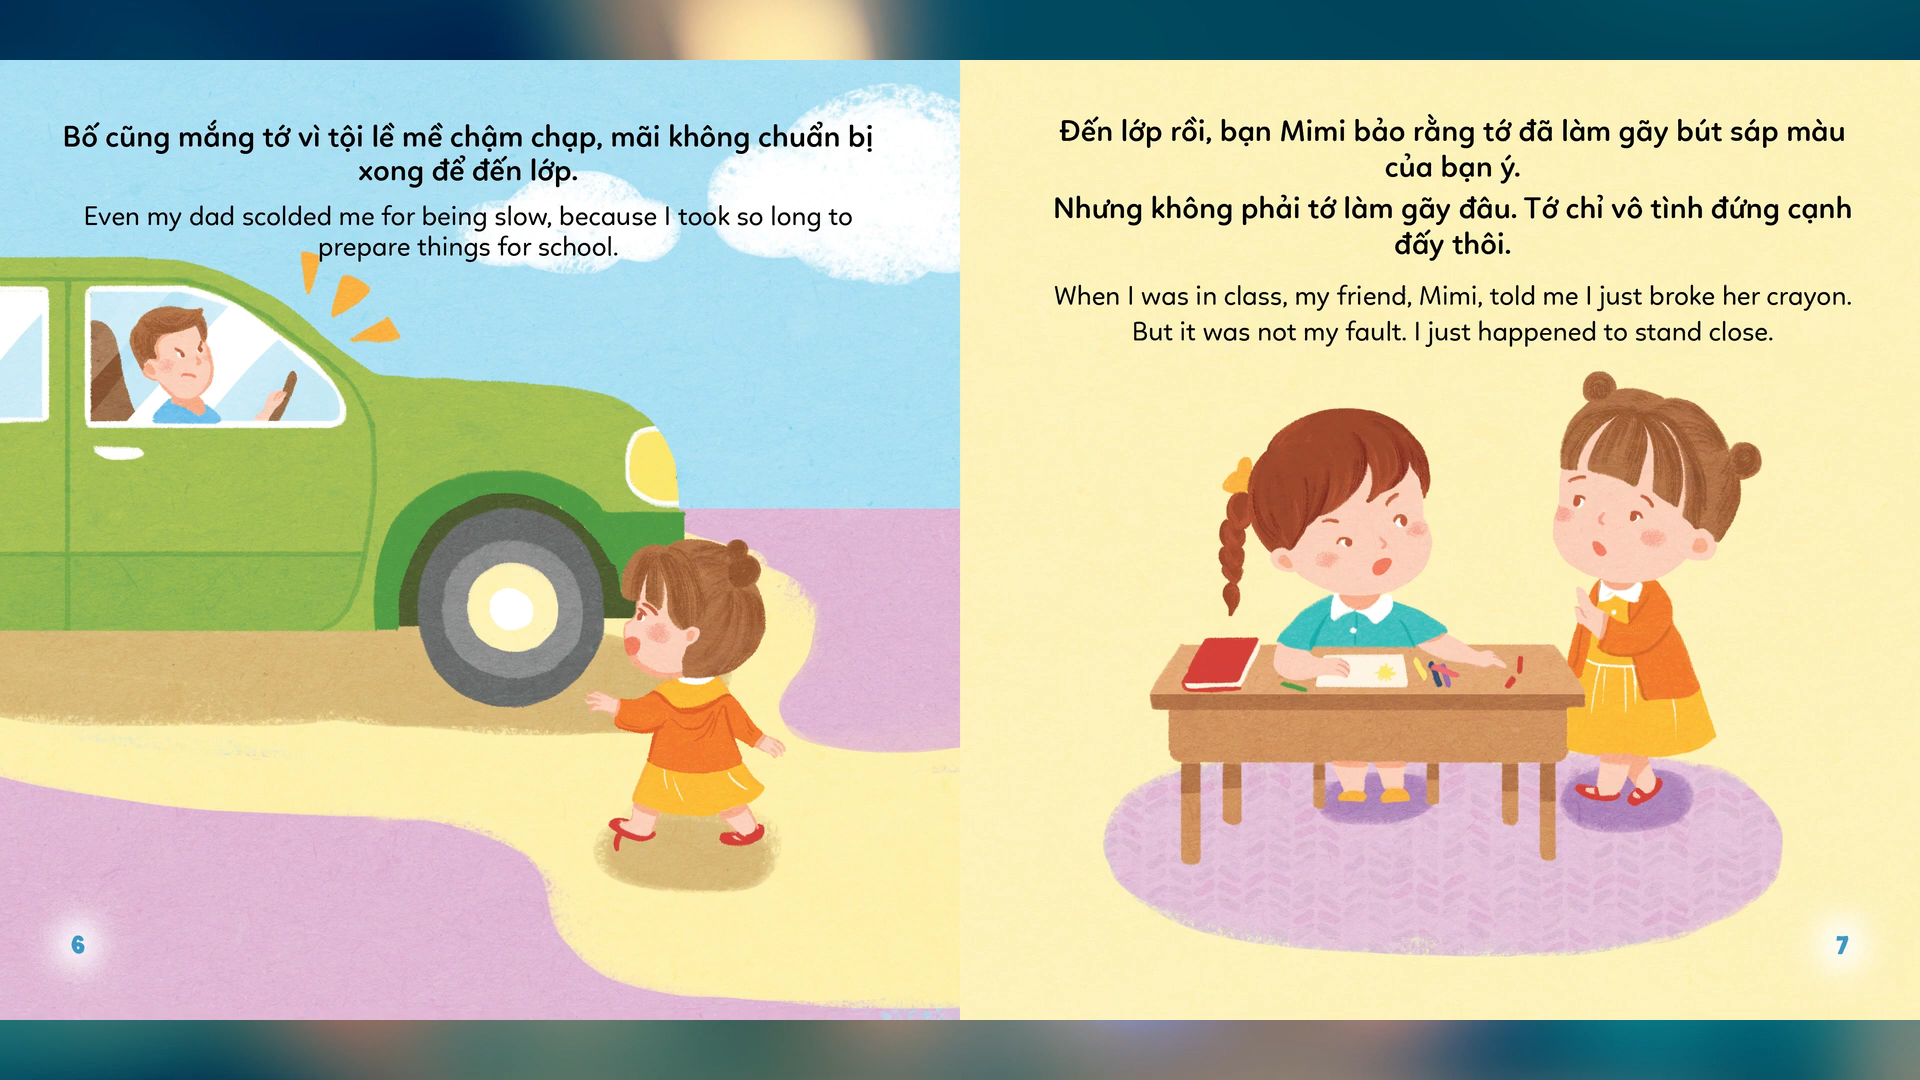 Bố cũng mắng tớ vì tội lề mề chậm chạp, mãi không chuẩn bị
xong để đến lớp.
Even my dad scolded me for being slow, because I took so long to
prepare things for school.
6
Đến lớp rồi, bạn Mimi bảo rằng tớ đã làm gãy bút sáp màu
của bạn ý.
Nhưng không phải tớ làm gãy đâu. Tớ chỉ vô tình đứng cạnh
đấy thôi.
When I was in class, my friend, Mimi, told me I just broke her crayon.
But it was not my fault. I just happened to stand close.
7